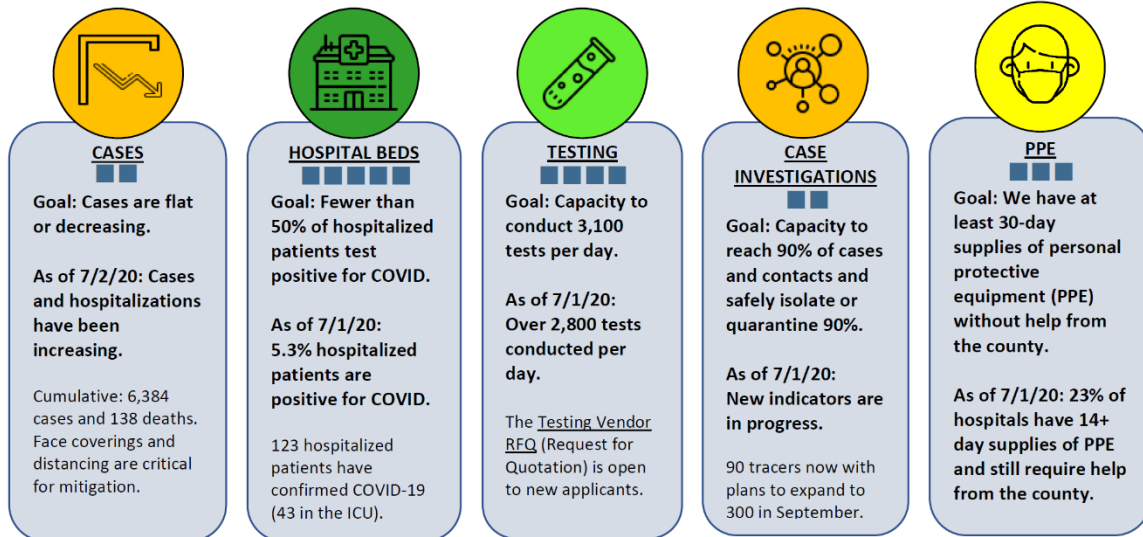 CASES
Goal: Cases are flat
or decreasing.
As of 7/2/20: Cases
and hospitalizations
have been
increasing.
Cumulative: 6,384
cases and 138 deaths.
Face coverings and
distancing are critical
for mitigation.
HOSPITAL BEDS
Goal: Fewer than
50% of hospitalized
patients test
positive for COVID.
As of 7/1/20:
5.3% hospitalized
patients are
positive for COVID.
123 hospitalized
patients have
confirmed COVID-19
(43 in the ICU).
TESTING
Goal: Capacity to
conduct 3,100
tests per day.
As of 7/1/20:
Over 2,800 tests
conducted per
day.
The Testing Vendor
RFQ (Request for
Quotation) is open
to new applicants.
CASE
INVESTIGATIONS
Goal: Capacity to
reach 90% of cases
and contacts and
safely isolate or
quarantine 90%.
As of 7/1/20:
New indicators are
in progress.
90 tracers now with
plans to expand to
300 in September.
PPE
Goal: We have at
least 30-day
supplies of personal
protective
equipment (PPE)
without help from
the county.
As of 7/1/20: 23% of
hospitals have 14+
day supplies of PPE
and still require help
from the county.